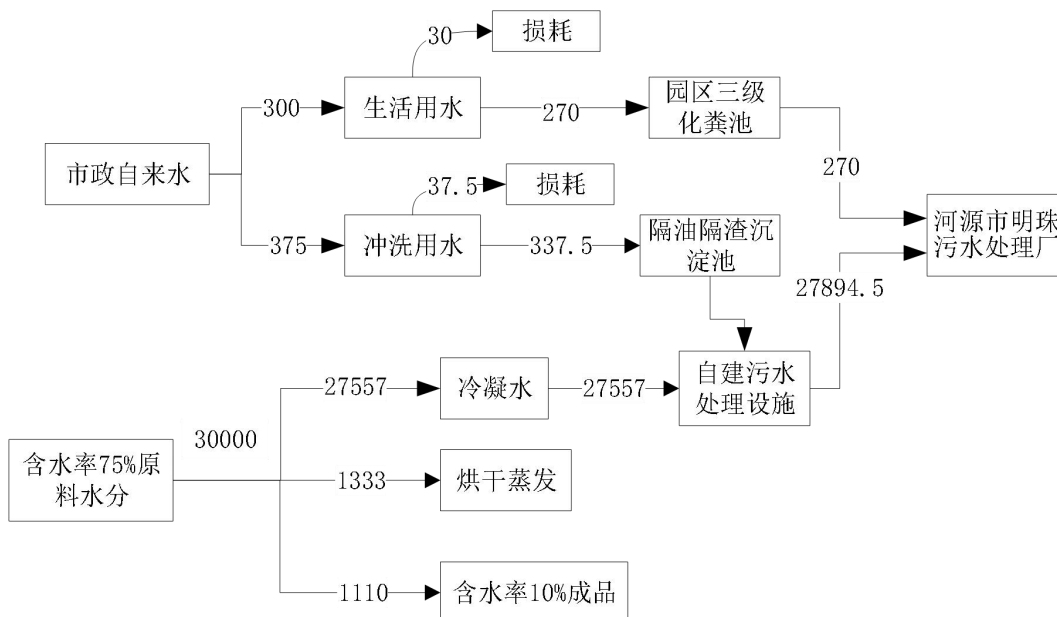 30
损耗
300
生活用水
270
园区三级
化粪池
市政自来水
270
37.5
损耗
375
冲洗用水
337.5
隔油隔渣沉
淀池
河源市明珠
污水处理厂
27894.5
27557
冷凝水
27557
自建污水
处理设施
30000
含水率75%原
料水分
1333
烘干蒸发
1110
含水率10%成品